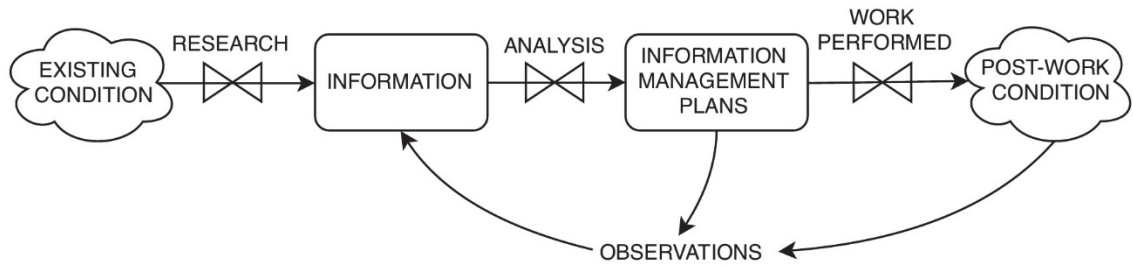 RESEARCH
ANALYSIS
WORK
PERFORMED
EXISTING
CONDITION
INFORMATION
INFORMATION
MANAGEMENT
PLANS
POST-WORK
CONDITION
OBSERVATIONS